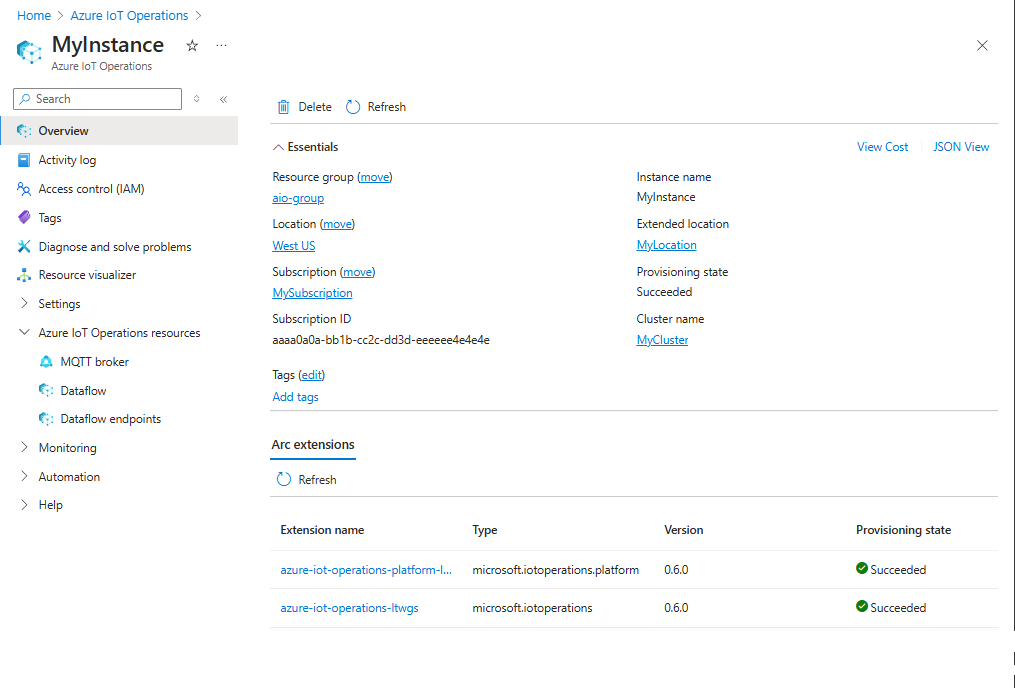 Home > Azure IoT Operations >
MyInstance
Azure IoT Operations
Search
Overview
Activity log
Access control (IAM)
Tags
Diagnose and solve problems
Resource visualizer
Settings
Azure IoT Operations resources
MQTT broker
Dataflow
Dataflow endpoints
Monitoring
Automation
Help
Delete Refresh
Essentials View Cost JSON View
Resource group (move)
aio-group
Location (move)
West US
Subscription (move)
MySubscription
Subscription ID
aaaa0a0a-bb1b-cc2c-dd3d-eeeeee4e4e4e
Instance name
MyInstance
Extended location
MyLocation
Provisioning state
Succeeded
Cluster name
MyCluster
Tags (edit)
Add tags
Arc extensions
Refresh
Extension name Type Version Provisioning state
azure-iot-operations-platform-l... microsoft.iotoperations.platform 0.6.0 Succeeded
azure-iot-operations-ltwgs microsoft.iotoperations 0.6.0 Succeeded